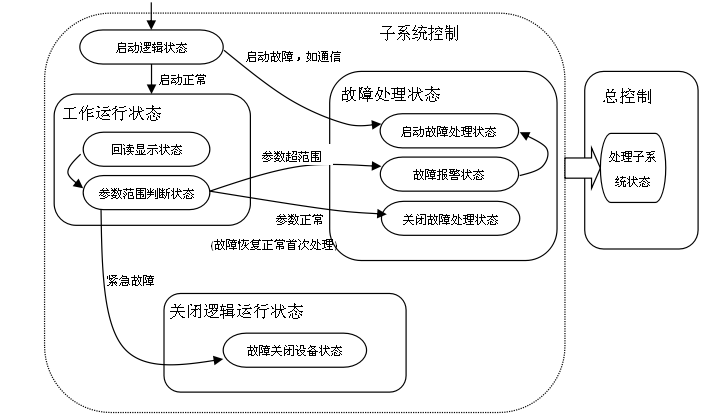 子系统控制
启动逻辑状态
启动故障，如通信
启动正常
工作运行状态
回读显示状态
参数范围判断状态
故障处理状态
启动故障处理状态
参数超范围
故障报警状态
参数正常
(故障恢复正常首次处理)
关闭故障处理状态
总控制
处理子系
统状态
紧急故障
关闭逻辑运行状态
故障关闭设备状态